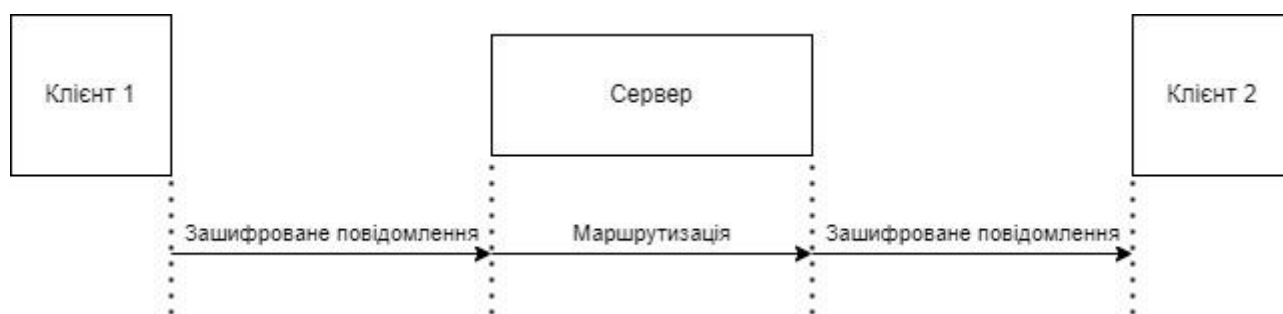 Клієнт 1
Сервер
Клієнт 2
Зашифроване повідомлення
Маршрутизація
Зашифроване повідомлення